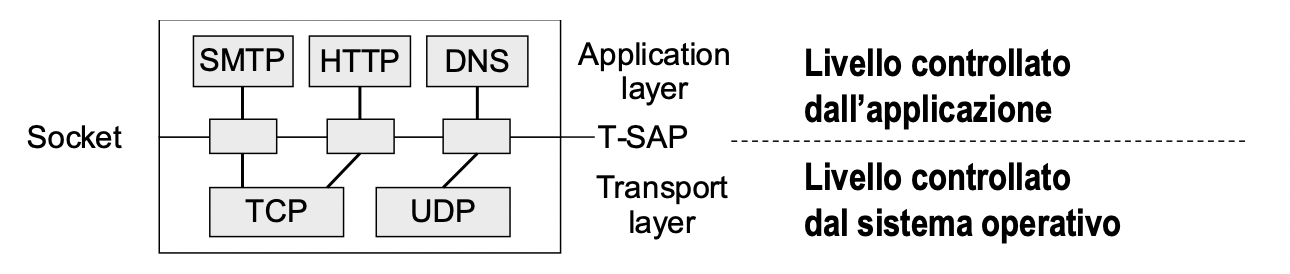 SMTP HTTP DNS
Application
layer
Livello controllato
dall'applicazione
Socket
T-SAP
TCP UDP
Transport
layer
Livello controllato
dal sistema operativo